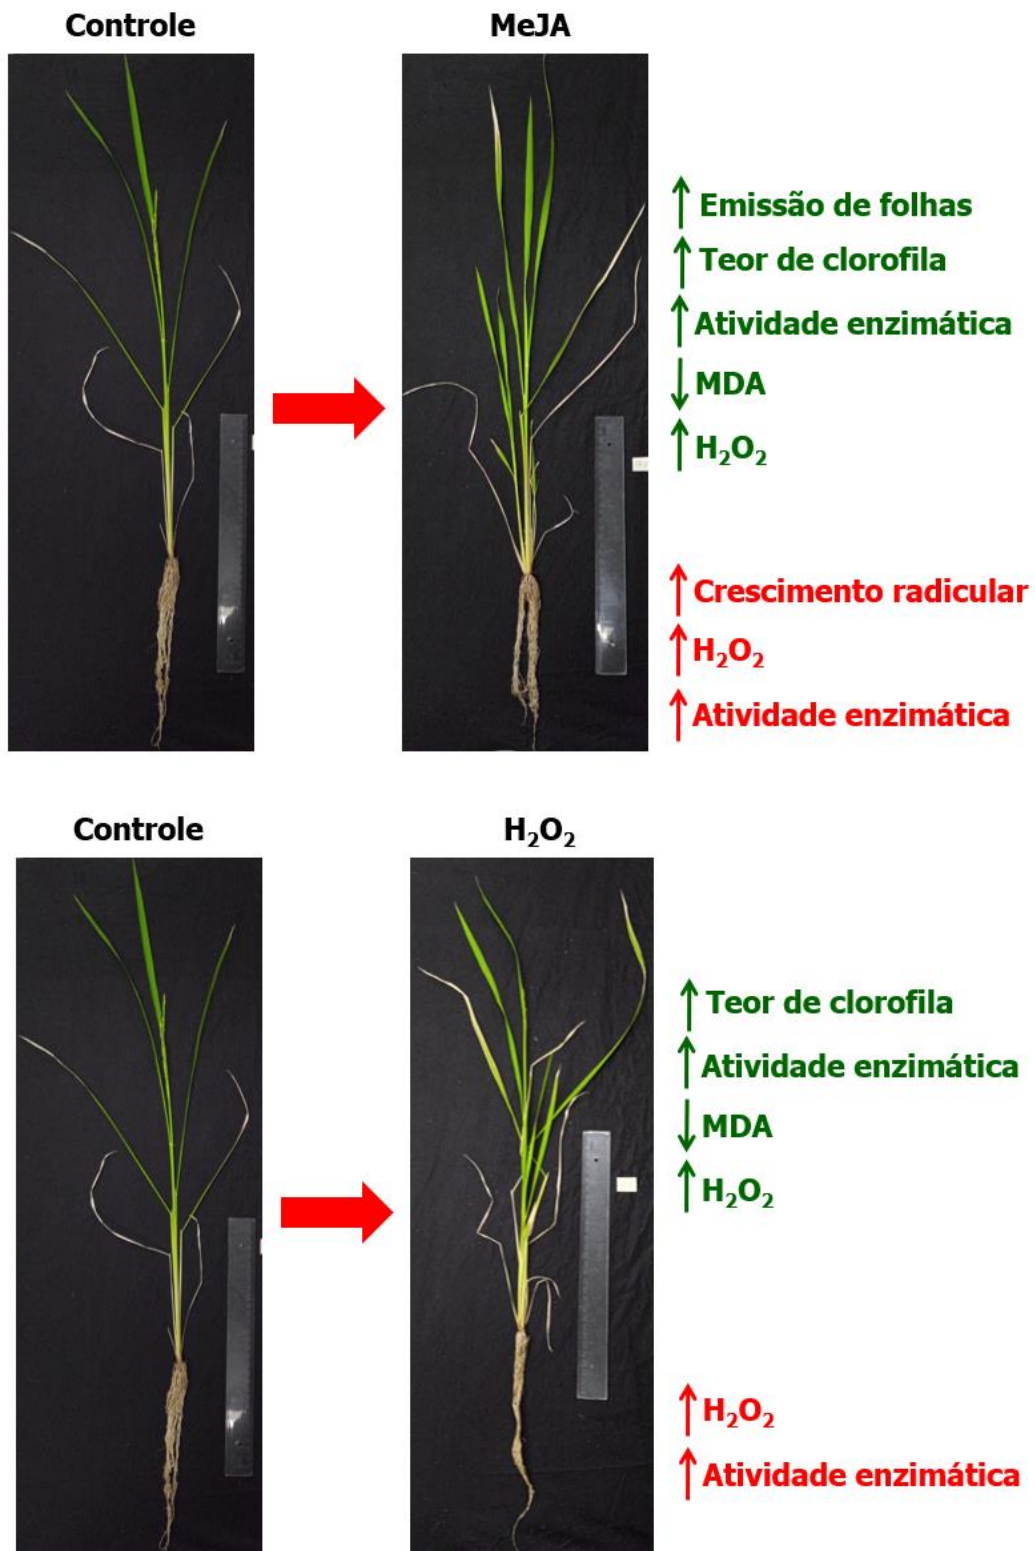 Controle
MeJA
↑ Emissão de folhas
↑ Teor de clorofila
↑ Atividade enzimática
↓ MDA
↑ H₂O₂
↑ Crescimento radicular
↑ H₂O₂
↑ Atividade enzimática
Controle
H₂O₂
↑ Teor de clorofila
↑ Atividade enzimática
↓ MDA
↑ H₂O₂
↑ H₂O₂
↑ Atividade enzimática